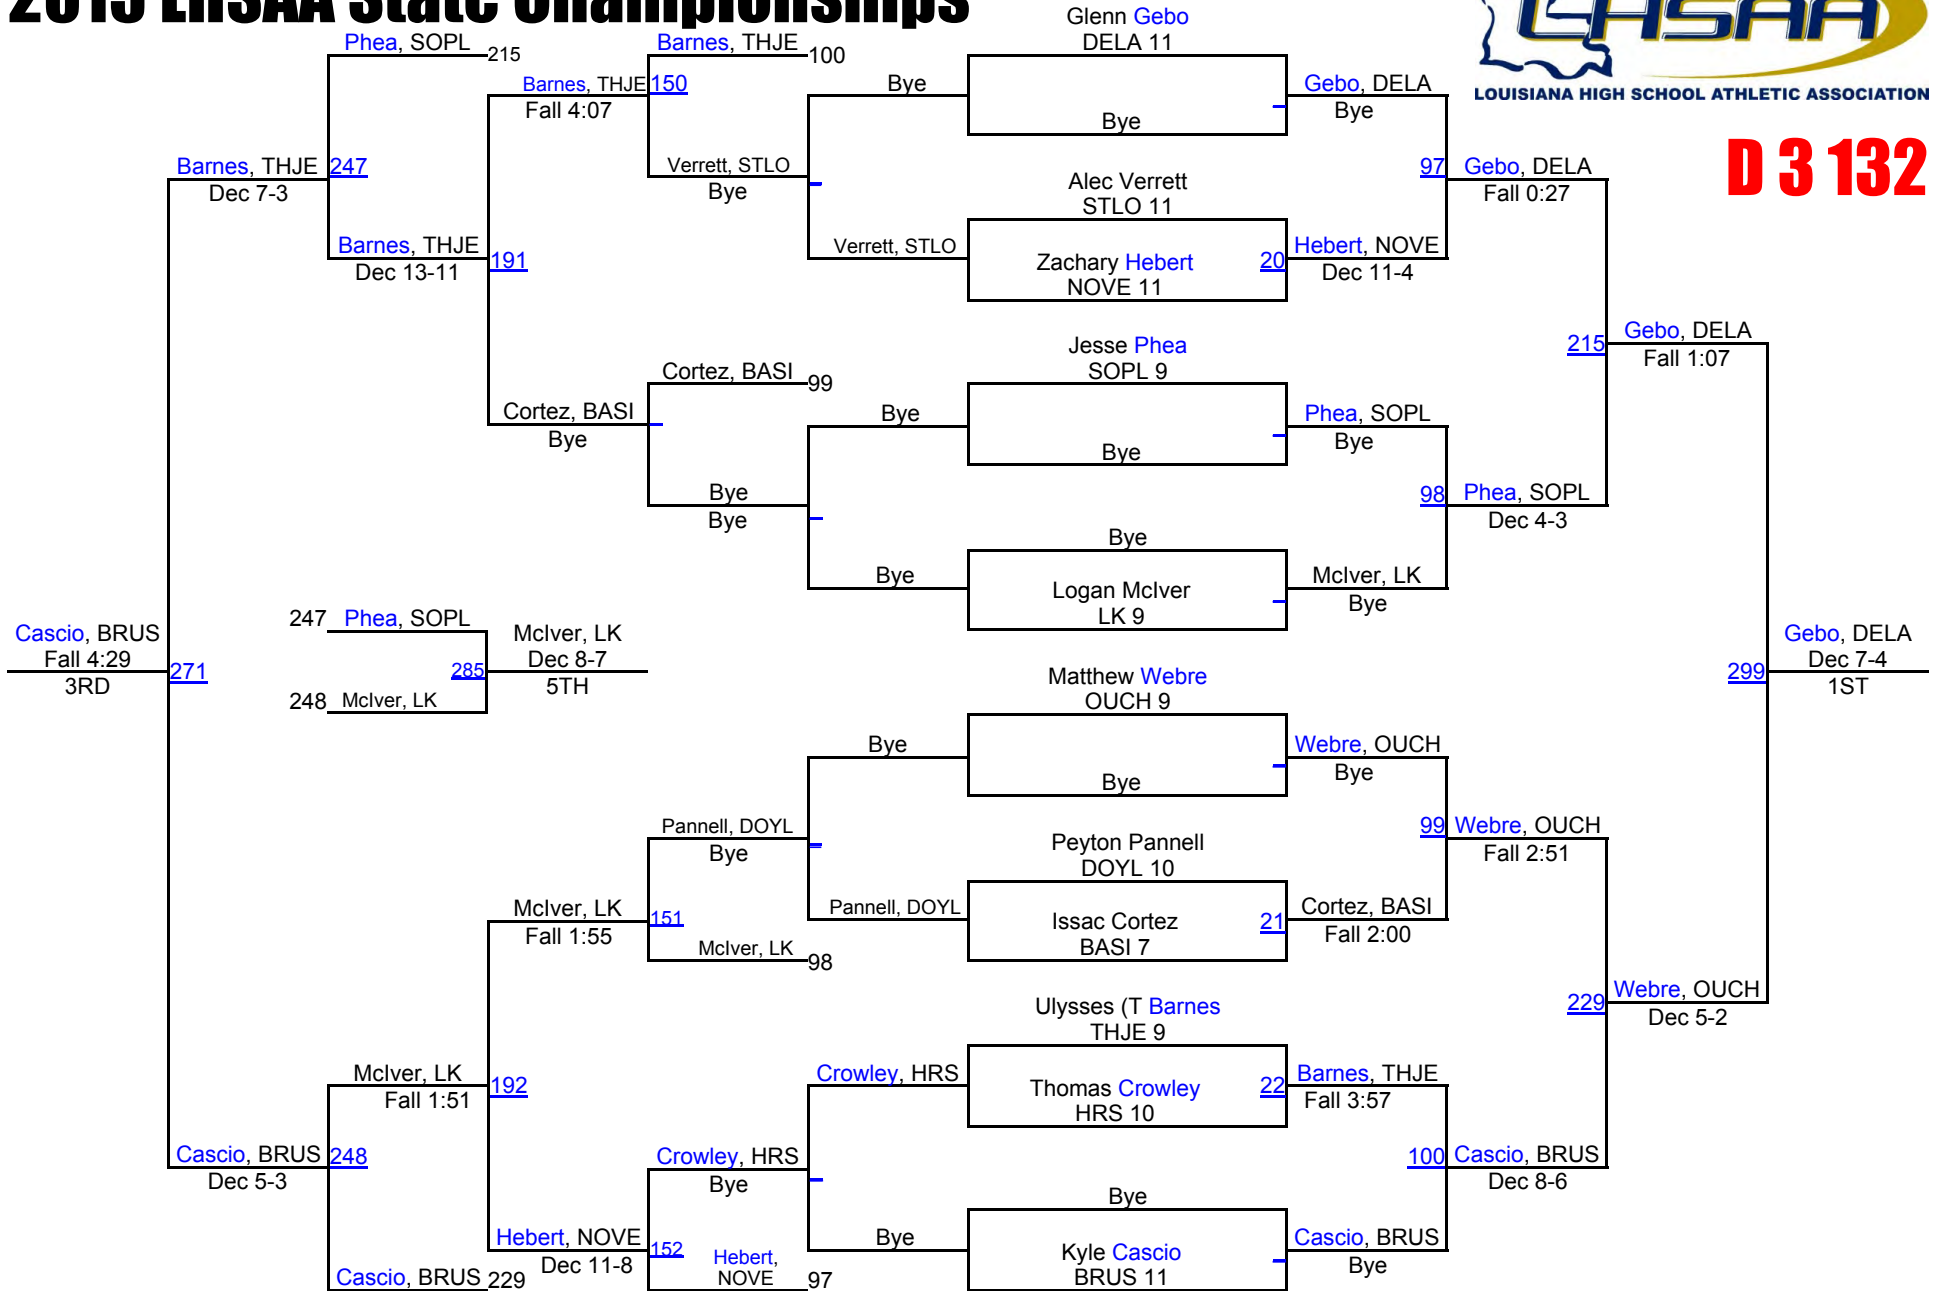 2015 LHSAA State Championships
LHSAA
LOUISIANA HIGH SCHOOL ATHLETIC ASSOCIATION
D 3 132
Glenn Gebo
DELA 11
Bye
Alec Verrett
STLO 11
Zachary Hebert
NOVE 11
20
Jesse Phea
SOPL 9
Bye
Bye
Logan McIver
LK 9
Matthew Webre
OUCH 9
Bye
Peyton Pannell
DOYL 10
Issac Cortez
BASI 7
21
Ulysses (T Barnes
THJE 9
Thomas Crowley
HRS 10
22
Bye
Kyle Cascio
BRUS 11
Gebo, DELA
Bye
Hebert, NOVE
Dec 11-4
Phea, SOPL
Bye
McIver, LK
Bye
Webre, OUCH
Bye
Cortez, BASI
Fall 2:00
Barnes, THJE
Fall 3:57
Cascio, BRUS
Bye
97
Gebo, DELA
Fall 0:27
98
Phea, SOPL
Dec 4-3
99
Webre, OUCH
Fall 2:51
100
Cascio, BRUS
Dec 8-6
215
Gebo, DELA
Fall 1:07
229
Webre, OUCH
Dec 5-2
299
Gebo, DELA
Dec 7-4
1ST
Bye
Verrett, STLO
Bye
Bye
Bye
Pannell, DOYL
Crowley, HRS
Bye
Barnes, THJE
100
Verrett, STLO
Bye
Cortez, BASI
99
Bye
Bye
Pannell, DOYL
Bye
McIver, LK
98
Crowley, HRS
Bye
Hebert,
NOVE
97
Barnes, THJE
150
Fall 4:07
Cortez, BASI
Bye
McIver, LK
151
Fall 1:55
Hebert, NOVE
152
Dec 11-8
Phea, SOPL
215
Barnes, THJE
191
Dec 13-11
McIver, LK
192
Fall 1:51
Cascio, BRUS
229
Barnes, THJE
247
Dec 7-3
Cascio, BRUS
248
Dec 5-3
Cascio, BRUS
Fall 4:29
271
3RD
247 Phea, SOPL
248 McIver, LK
285
McIver, LK
Dec 8-7
5TH